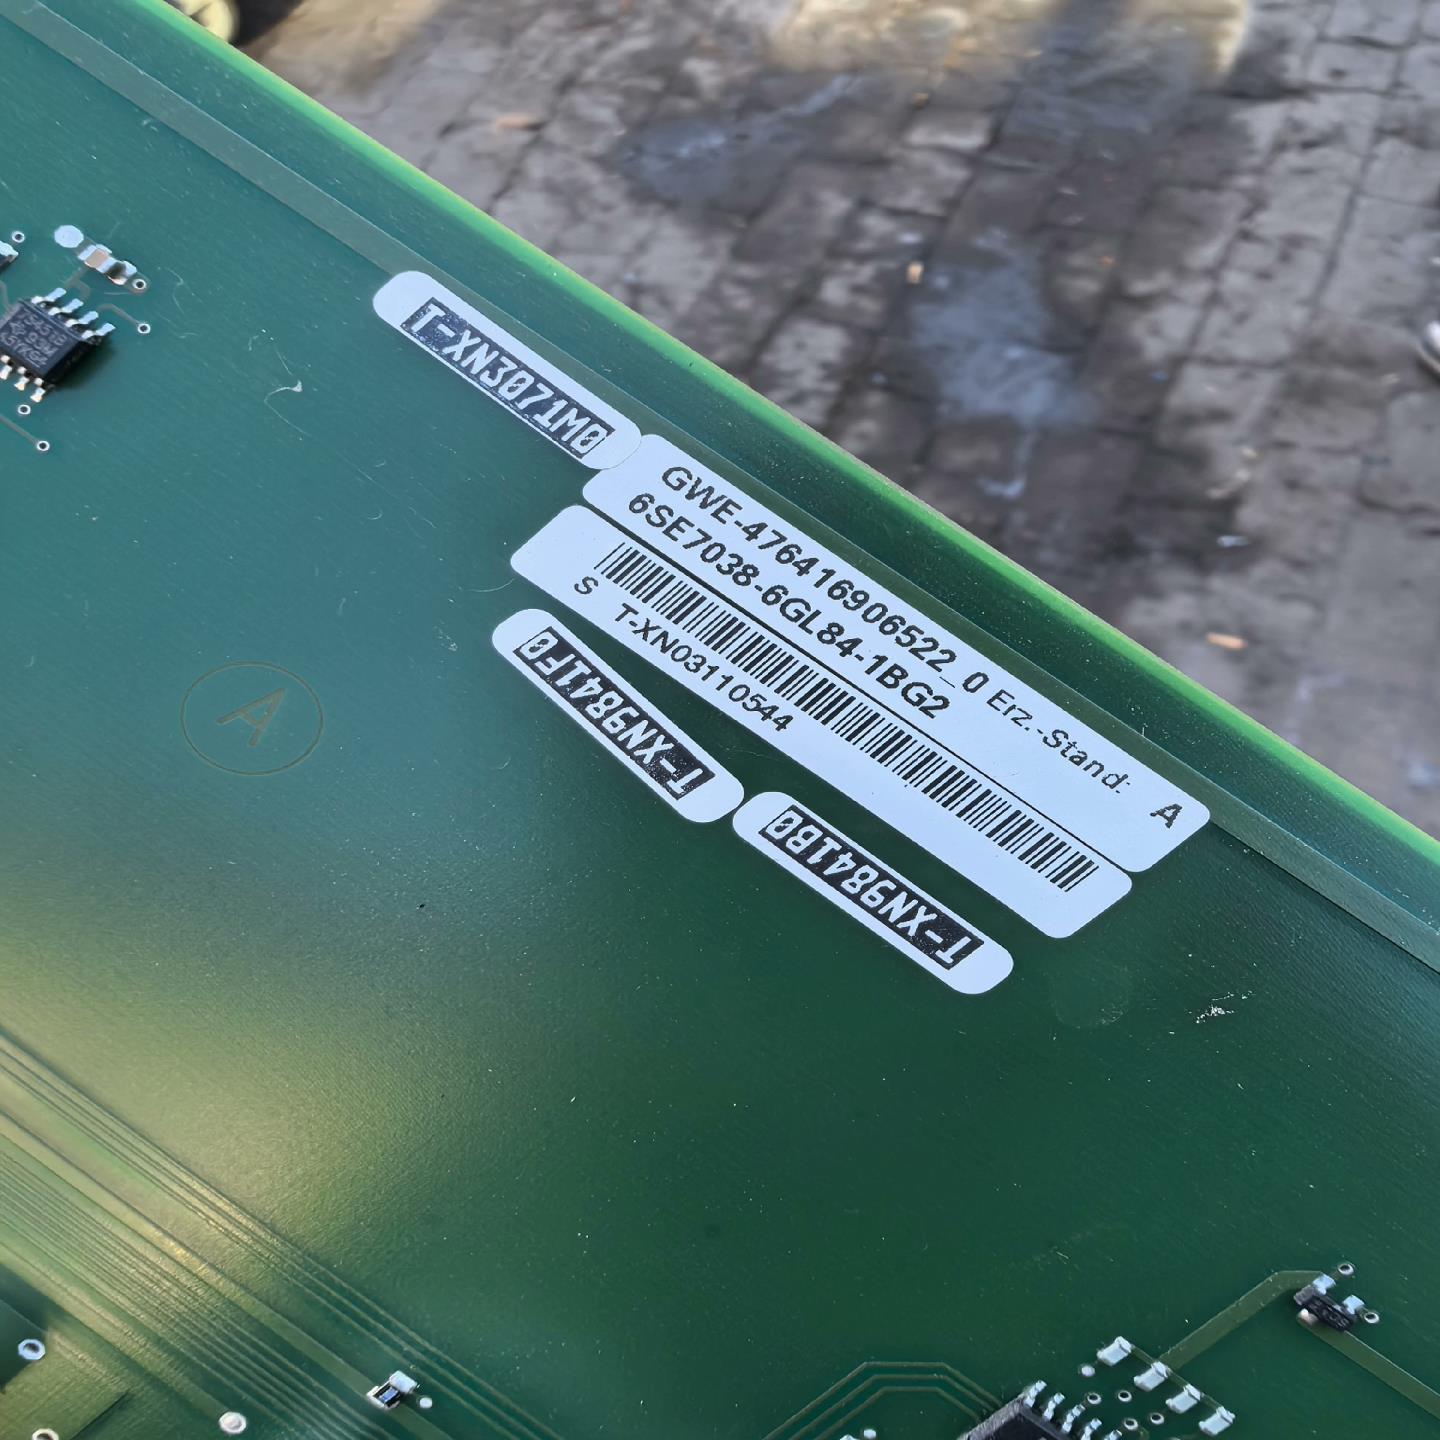 T-XN3071M0
GWE-476416906522_0 Erz.-Stand: A
6SE7038-6GL84-1BG2
S T-XN03110544
T-XN9841F0
T-XN9841B0
A